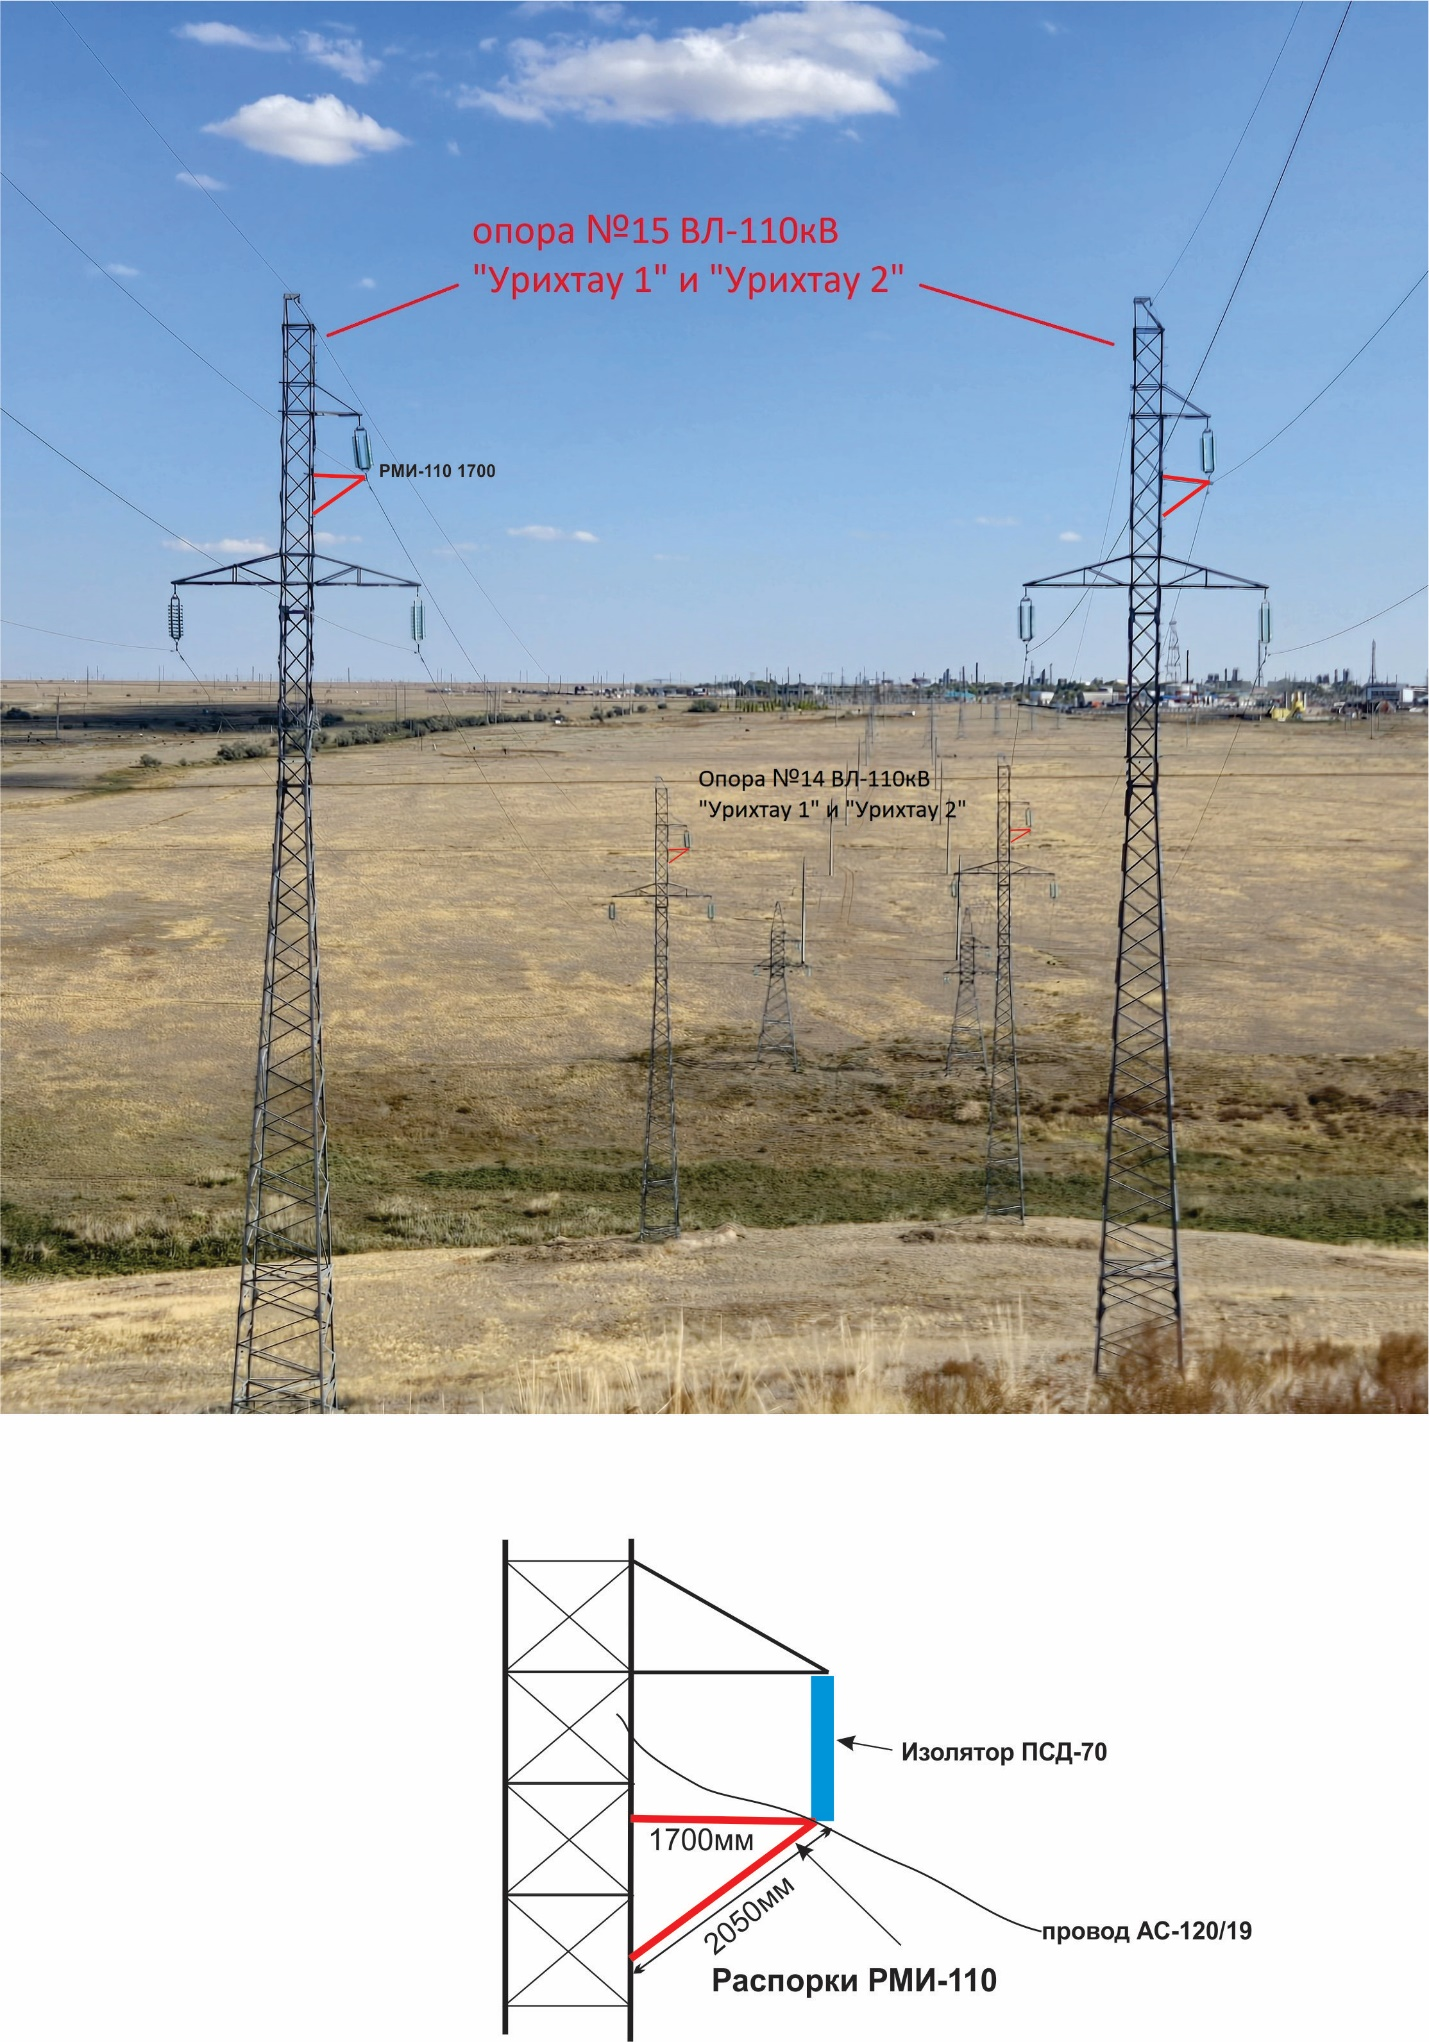 опора №15 ВЛ-110кВ
"Урихтау 1" и "Урихтау 2"
РМИ-110 1700
Опора №14 ВЛ-110кВ
"Урихтау 1" и "Урихтау 2"
Изолятор ПСД-70
1700мм
2050мм
провод АС-120/19
Распорки РМИ-110